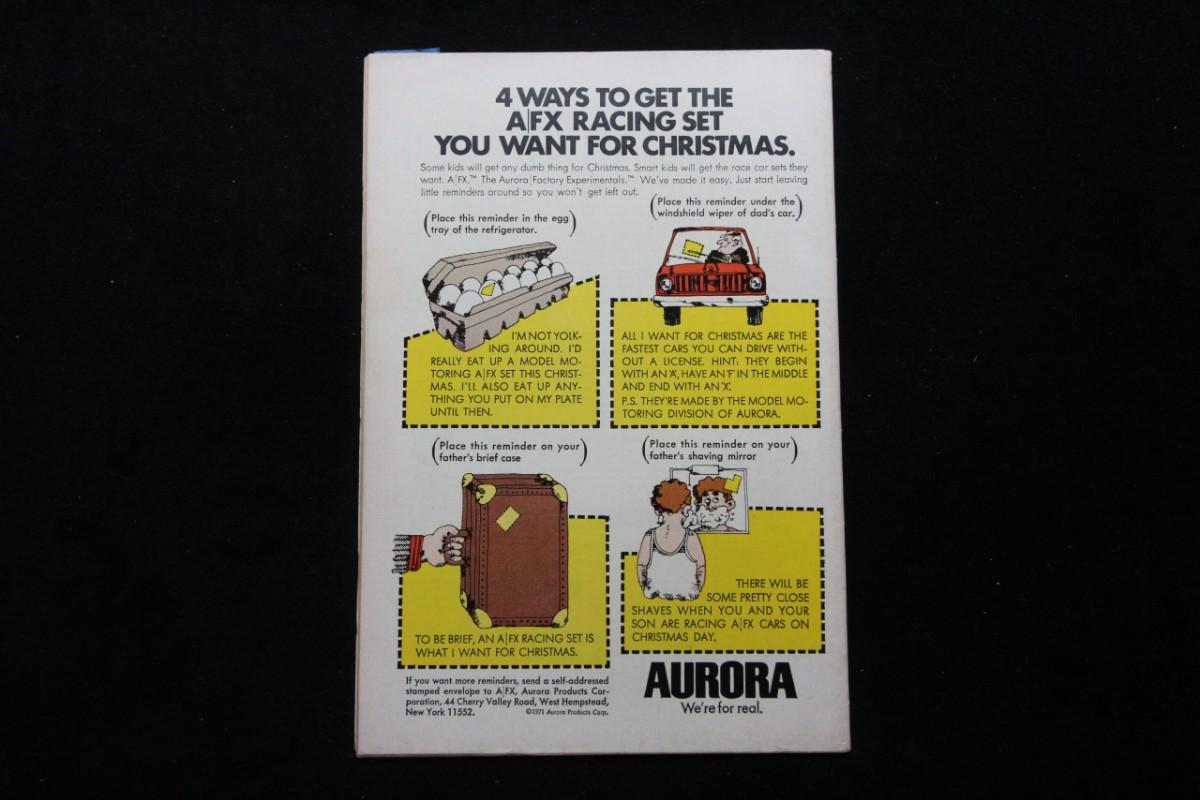 4 WAYS TO GET THE
A|FX RACING SET
YOU WANT FOR CHRISTMAS.
Some kids will get any dumb thing for Christmas. Smart kids will get the race car sets they
want. A|FX.™ The Aurora Factory Experimentals.™ We've made it easy. Just start leaving
little reminders around so you won't get left out.
(Place this reminder in the egg
tray of the refrigerator.)
I'M NOT YOLK-
ING AROUND. I'D
REALLY EAT UP A MODEL MO-
TORING A|FX SET THIS CHRIST-
MAS. I'LL ALSO EAT UP ANY-
THING YOU PUT ON MY PLATE
UNTIL THEN.
(Place this reminder under the
windshield wiper of dad's car.)
ALL I WANT FOR CHRISTMAS ARE THE
FASTEST CARS YOU CAN DRIVE WITH-
OUT A LICENSE. HINT: THEY BEGIN
WITH AN 'A', HAVE AN 'F' IN THE MIDDLE
AND END WITH AN 'X'.
P.S. THEY'RE MADE BY THE MODEL MO-
TORING DIVISION OF AURORA.
(Place this reminder on your
father's brief case)
TO BE BRIEF, AN A|FX RACING SET IS
WHAT I WANT FOR CHRISTMAS.
(Place this reminder on your
father's shaving mirror)
THERE WILL BE
SOME PRETTY CLOSE
SHAVES WHEN YOU AND YOUR
SON ARE RACING A|FX CARS ON
CHRISTMAS DAY.
If you want more reminders, send a self-addressed
stamped envelope to A|FX, Aurora Products Cor-
poration, 44 Cherry Valley Road, West Hempstead,
New York 11552. ©1971 Aurora Products Corp.
AURORA
We're for real.